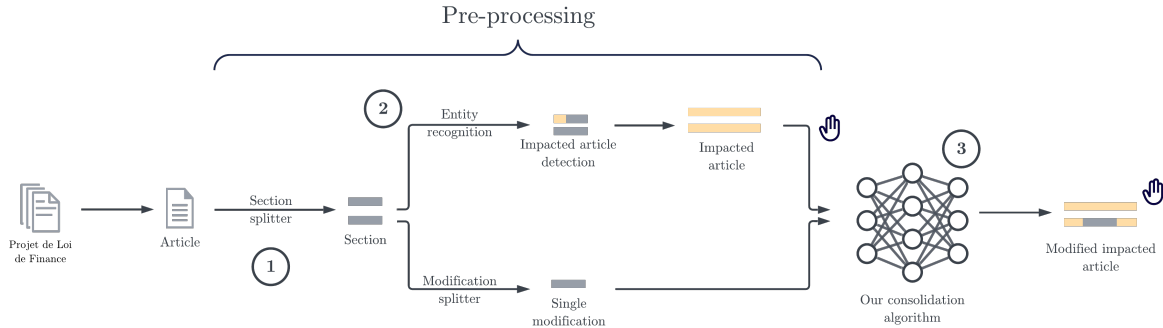 Pre-processing
2
Entity
recognition
Impacted article
detection
Impacted
article
3
Projet de Loi
de Finance
Article
Section
splitter
1
Section
Modification
splitter
Single
modification
Our consolidation
algorithm
Modified impacted
article